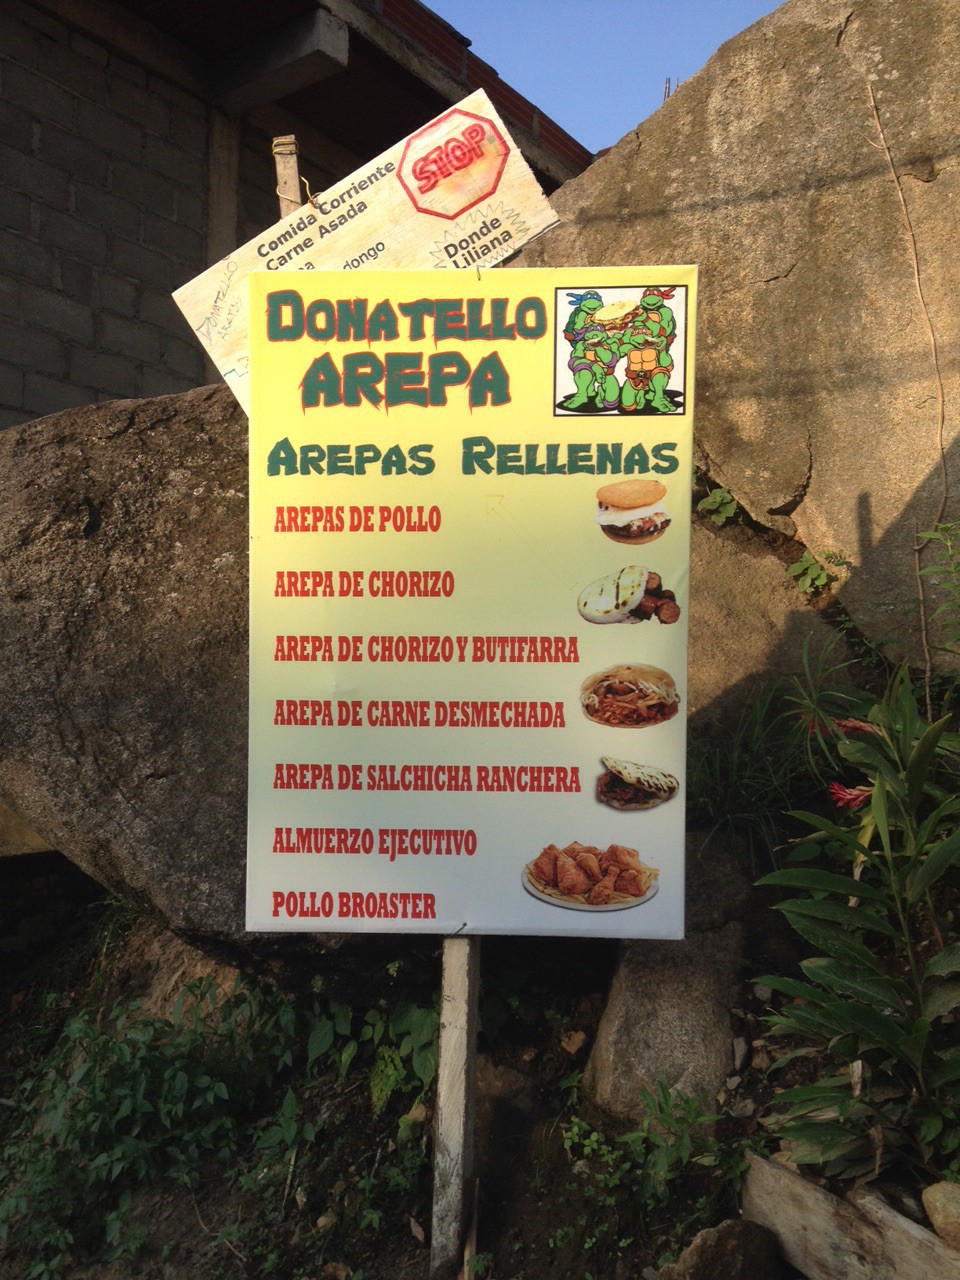 STOP
Comida Corriente
Carne Asada
Donde
Liliana
DONATELLO
DONATELLO
AREPA
AREPAS RELLENAS
AREPAS DE POLLO
AREPA DE CHORIZO
AREPA DE CHORIZO Y BUTIFARRA
AREPA DE CARNE DESMECHADA
AREPA DE SALCHICHA RANCHERA
ALMUERZO EJECUTIVO
POLLO BROASTER